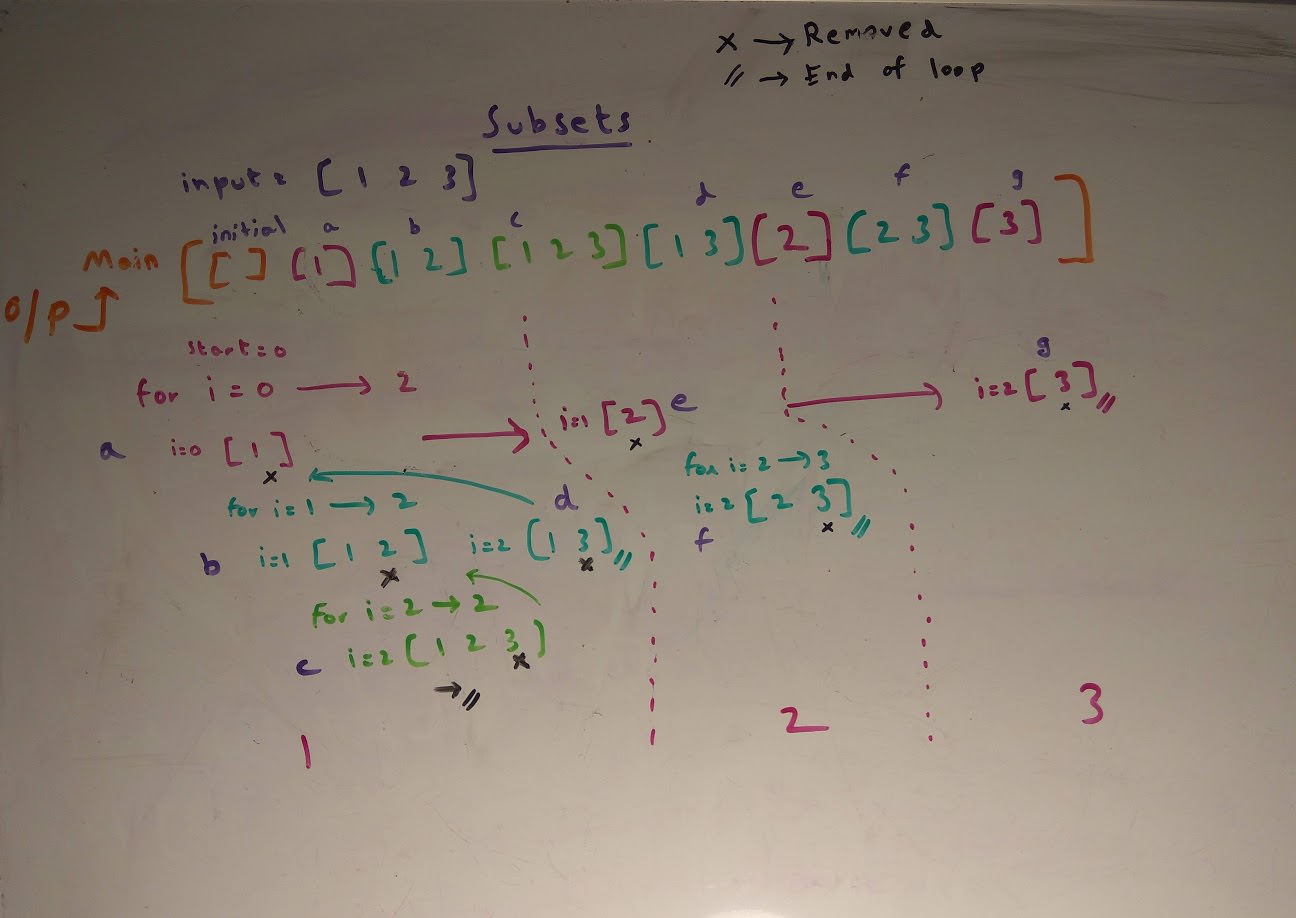 x → Removed
// → End of loop
Subsets
input = [ 1 2 3 ]
initial a b c d e f g
Main [ [ ] [ 1 ] [ 1 2 ] [ 1 2 3 ] [ 1 3 ] [ 2 ] [ 2 3 ] [ 3 ] ]
O/P
start = 0
for i = 0 → 2
a i=0 [ 1 ]
x
for i = 1 → 2
b i=1 [ 1 2 ]
x
d
i=2 [ 1 3 ] //
x
for i = 2 → 2
c i=2 [ 1 2 3 ]
x
→ //
1
i=1 [ 2 ] e
x
for i = 2 → 3
i=2 [ 2 3 ] //
x
f
2
g
i=2 [ 3 ] //
x
3